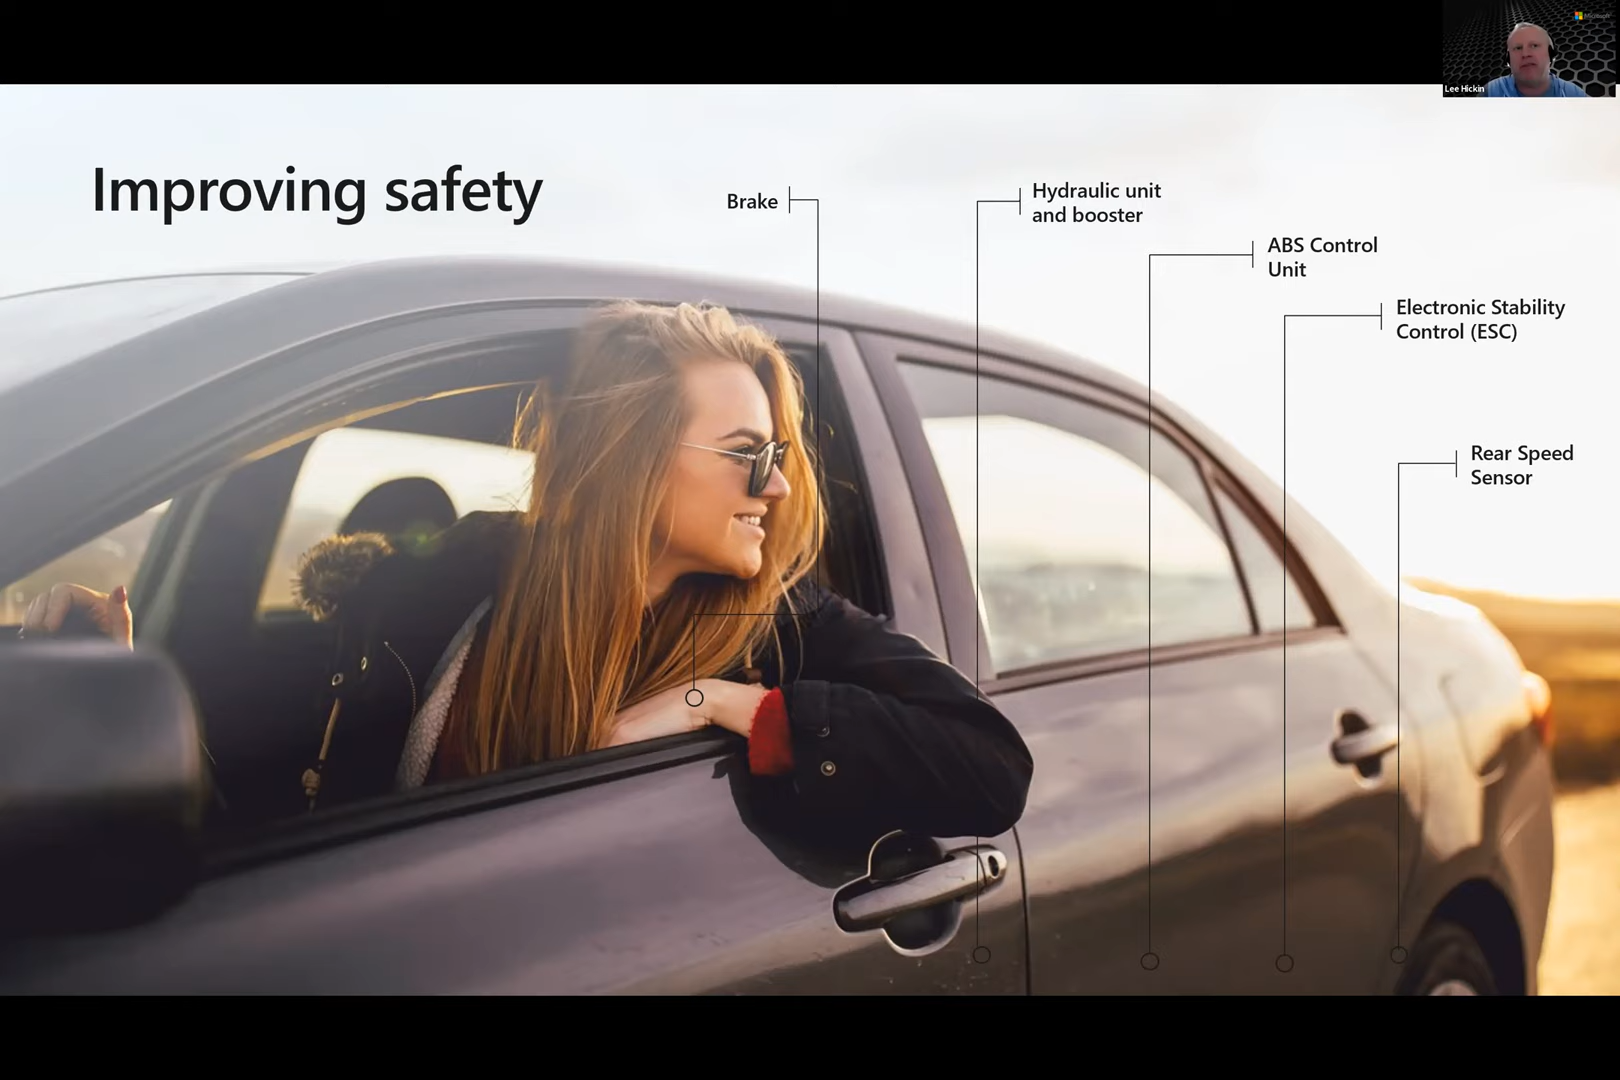 Microsoft
Lee Hickin
Improving safety
Brake
Hydraulic unit
and booster
ABS Control
Unit
Electronic Stability
Control (ESC)
Rear Speed
Sensor